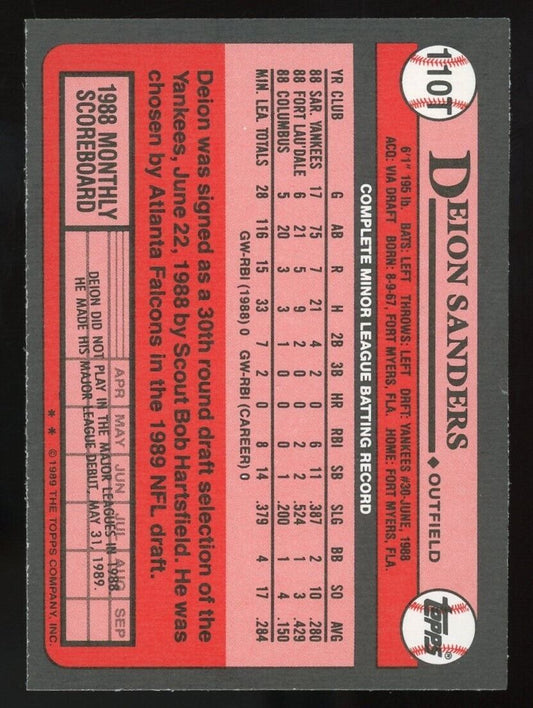 110T
DEION SANDERS ◆ OUTFIELD
Topps
6'1" 195 lb. BATS: LEFT THROWS: LEFT DRFT: YANKEES #30-JUNE, 1988
ACQ: VIA DRAFT BORN: 8-9-67, FORT MYERS, FLA. HOME: FORT MYERS, FLA.
COMPLETE MINOR LEAGUE BATTING RECORD
YR CLUB G AB R H 2B 3B HR RBI SB SLG BB SO AVG
88 SAR. YANKEES 17 75 7 21 4 2 0 6 11 .387 2 10 .280
88 FORT LAU'DALE 6 21 5 9 2 0 0 2 2 .524 1 3 .429
88 COLUMBUS 5 20 3 3 1 0 0 0 1 .200 1 4 .150
MIN. LEA. TOTALS 28 116 15 33 7 2 0 8 14 .379 4 17 .284
GW-RBI (1988) 0 GW-RBI (CAREER) 0
Deion was signed as a 30th round draft selection of the
Yankees, June 22, 1988 by Scout Bob Hartsfield. He was
chosen by Atlanta Falcons in the 1989 NFL draft.
1988 MONTHLY
SCOREBOARD
APR MAY JUN JUL AUG SEP
DEION DID NOT PLAY IN THE MAJOR LEAGUES IN 1988
HE MADE HIS MAJOR LEAGUE DEBUT, MAY 31, 1989.
* * © 1989 THE TOPPS COMPANY, INC.